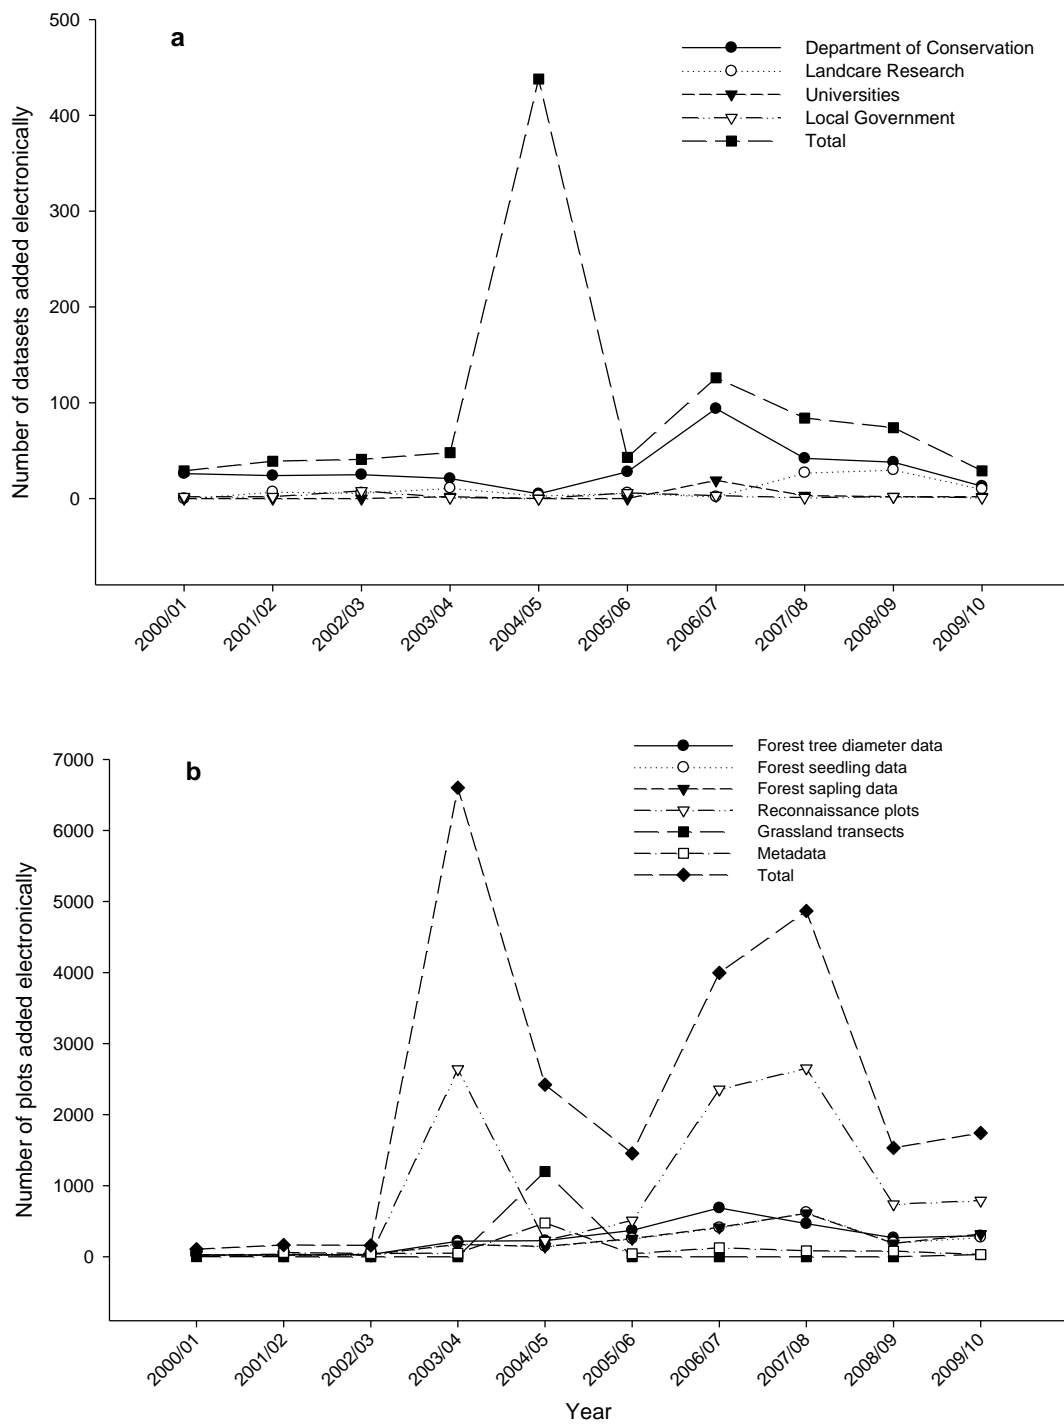 a
Number of datasets added electronically
500
400
300
200
100
0
Department of Conservation
Landcare Research
Universities
Local Government
Total
2000/01
2001/02
2002/03
2003/04
2004/05
2005/06
2006/07
2007/08
2008/09
2009/10
b
Number of plots added electronically
7000
6000
5000
4000
3000
2000
1000
0
Forest tree diameter data
Forest seedling data
Forest sapling data
Reconnaissance plots
Grassland transects
Metadata
Total
2000/01
2001/02
2002/03
2003/04
2004/05
2005/06
2006/07
2007/08
2008/09
2009/10
Year